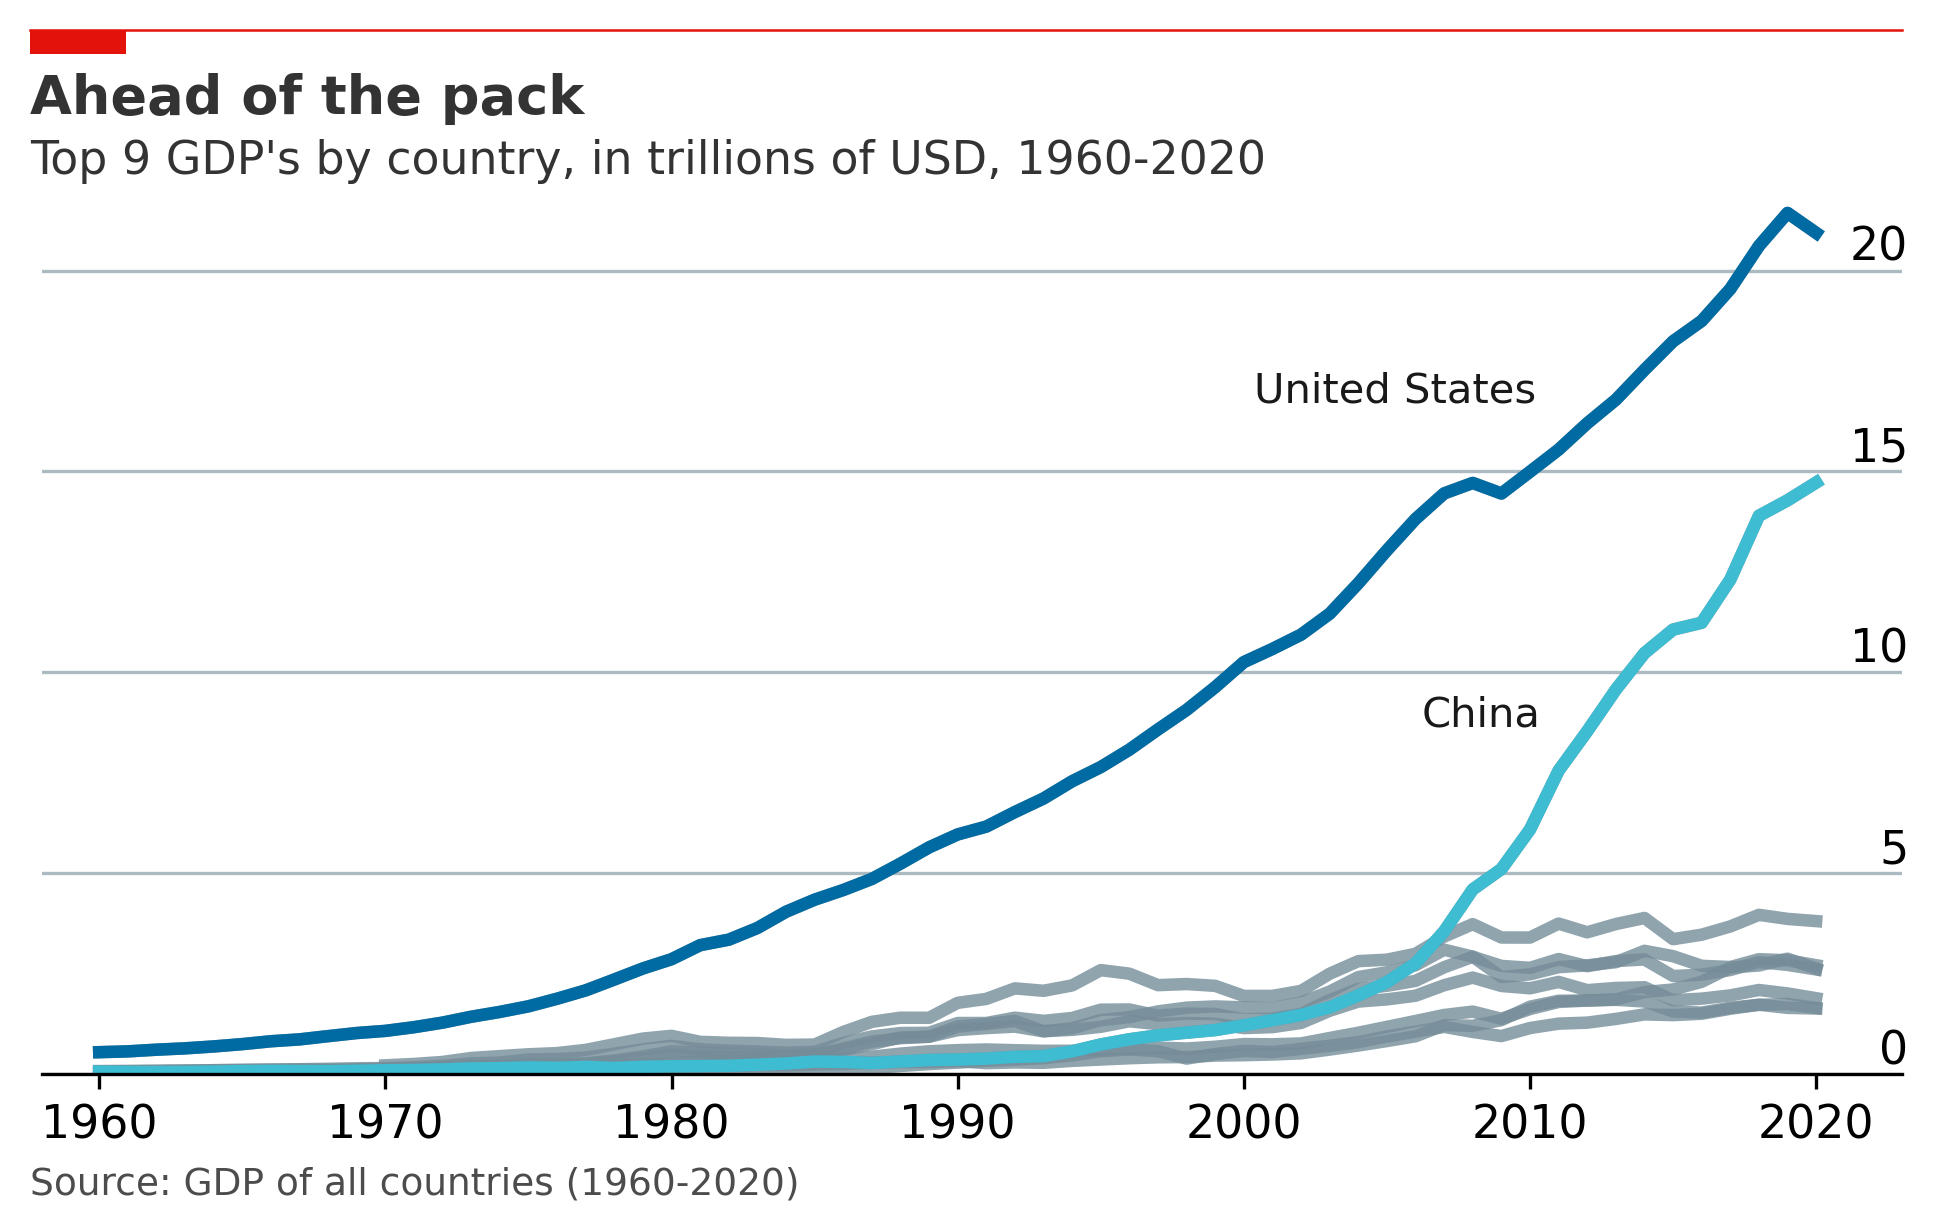 Ahead of the pack
Top 9 GDP's by country, in trillions of USD, 1960-2020
20
United States
15
10
China
5
0
1960 1970 1980 1990 2000 2010 2020
Source: GDP of all countries (1960-2020)